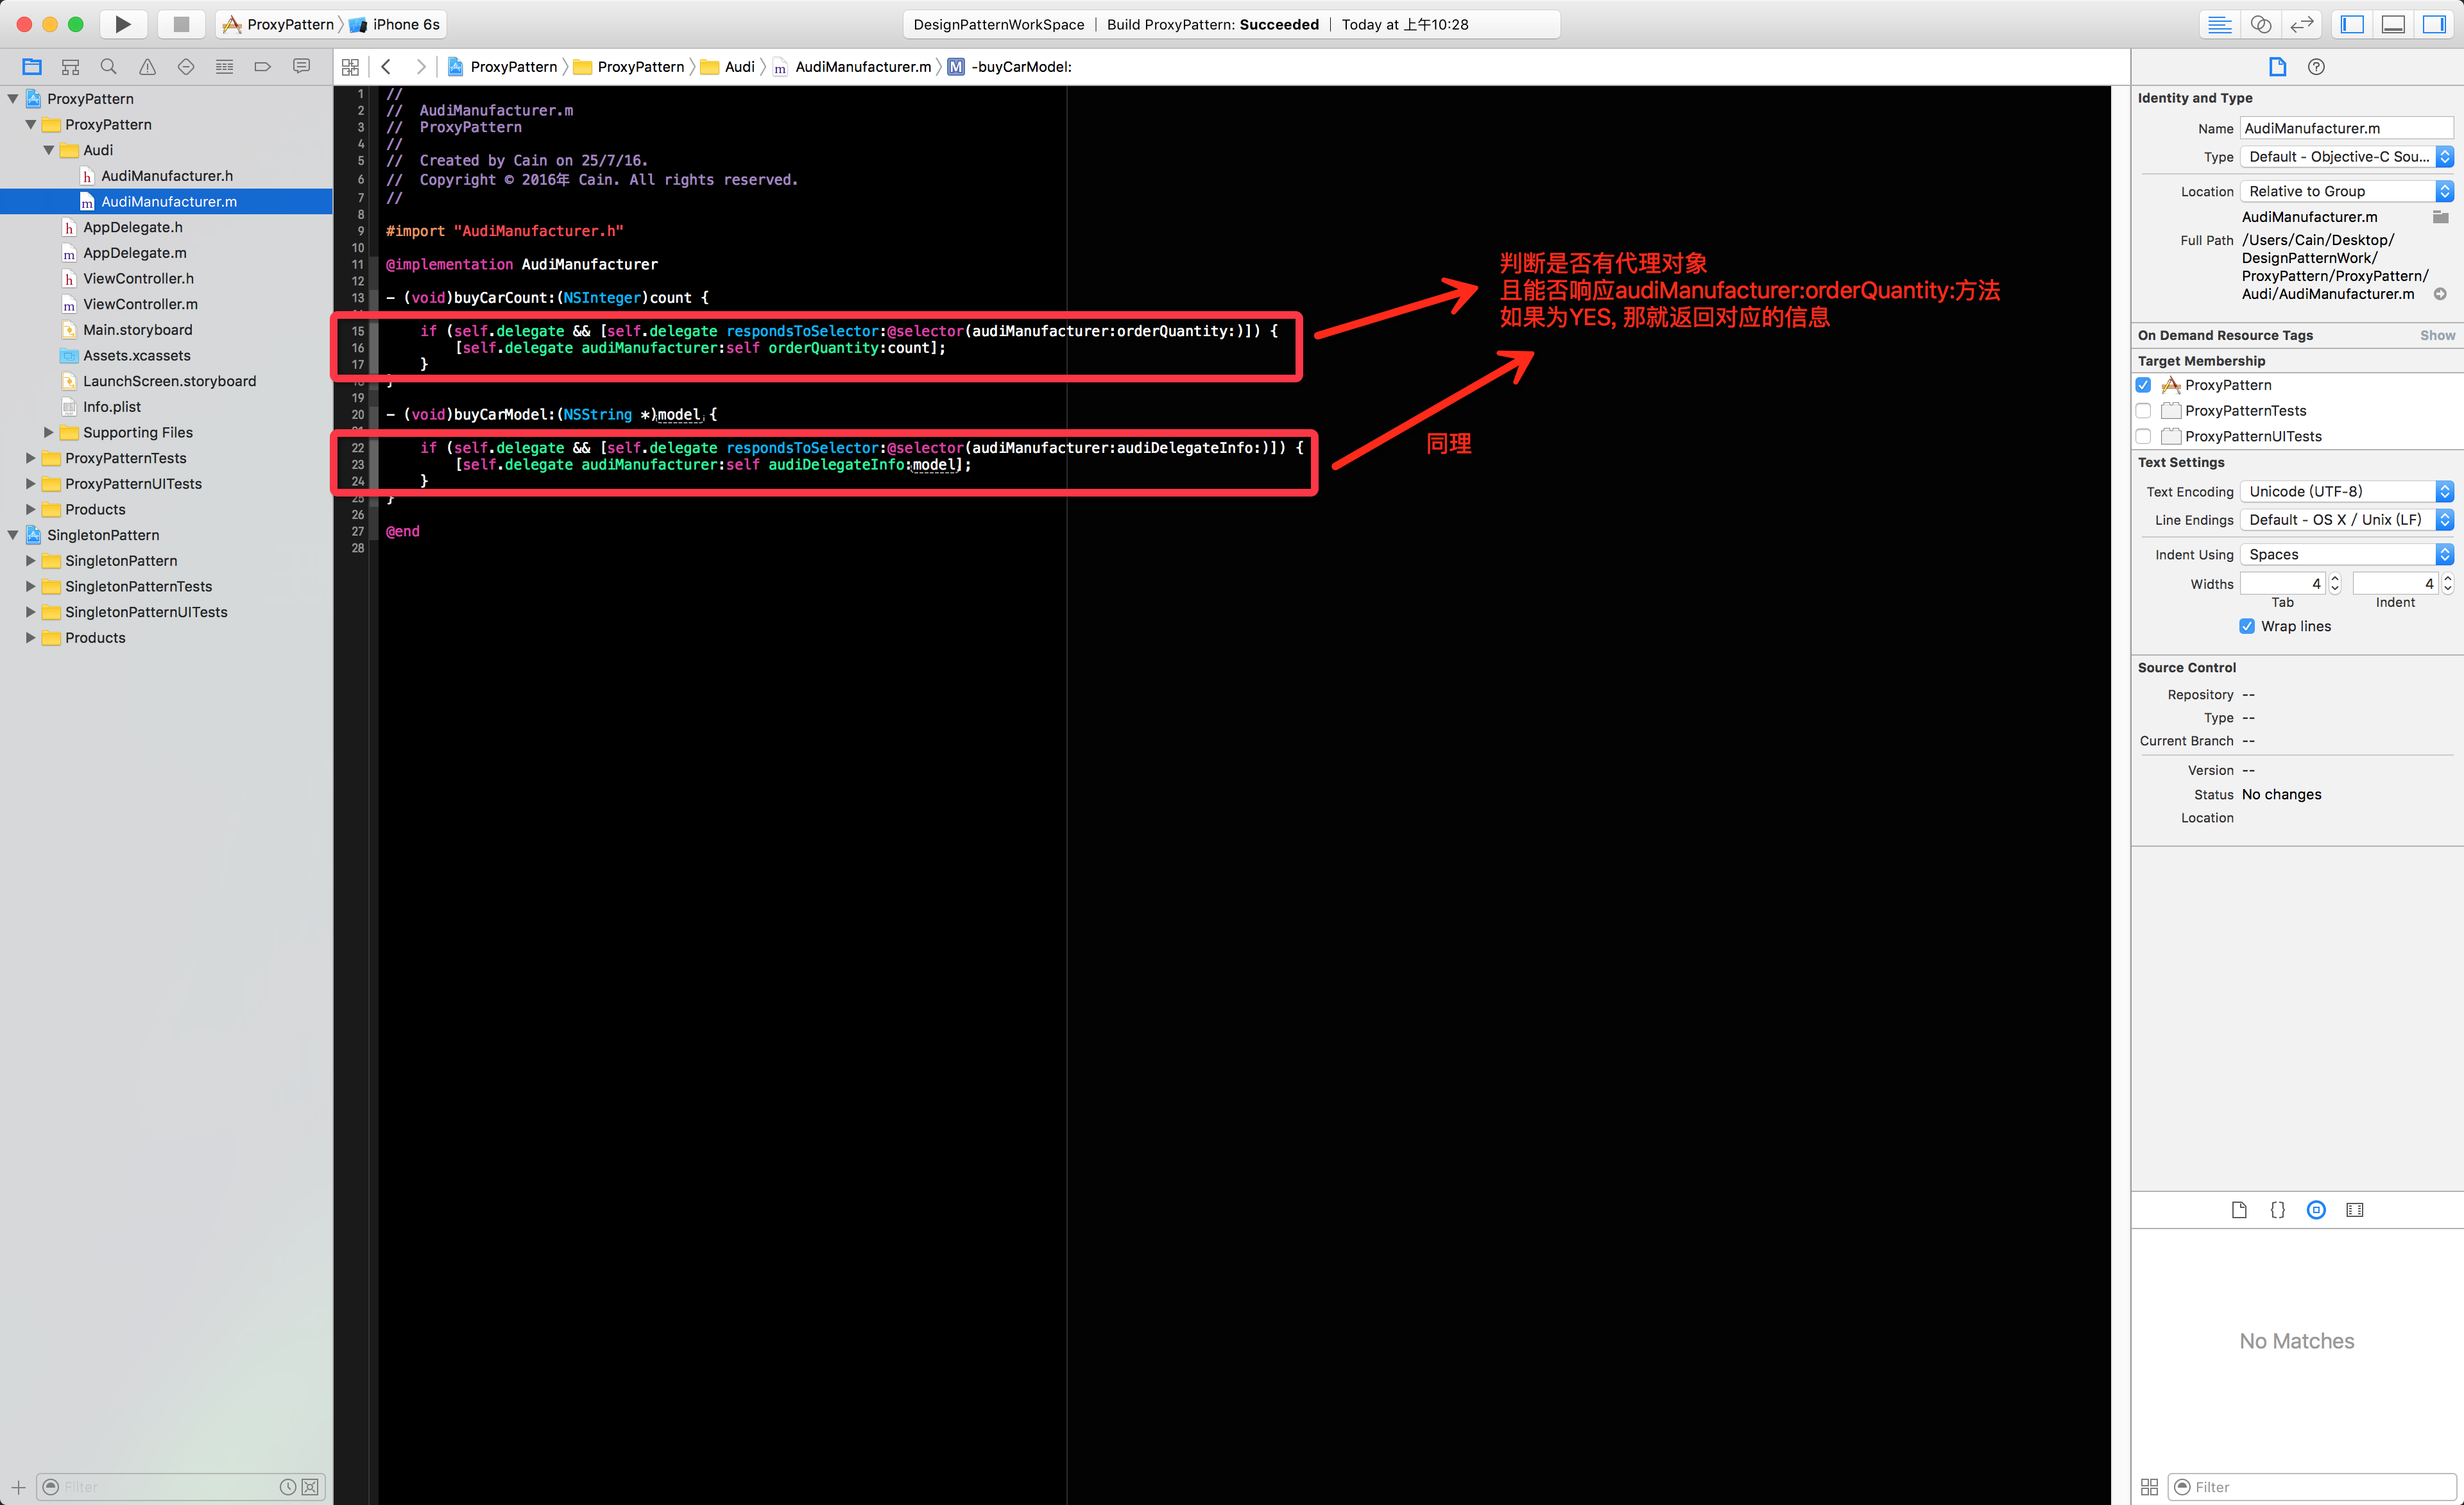 ProxyPattern 〉 iPhone 6s
DesignPatternWorkSpace | Build ProxyPattern: Succeeded | Today at 上午10:28
ProxyPattern 〉 ProxyPattern 〉 Audi 〉 m AudiManufacturer.m 〉 M -buyCarModel:
ProxyPattern
ProxyPattern
Audi
h AudiManufacturer.h
m AudiManufacturer.m
h AppDelegate.h
m AppDelegate.m
h ViewController.h
m ViewController.m
Main.storyboard
Assets.xcassets
LaunchScreen.storyboard
Info.plist
Supporting Files
ProxyPatternTests
ProxyPatternUITests
Products
SingletonPattern
SingletonPattern
SingletonPatternTests
SingletonPatternUITests
Products
Filter
1 //
2 //  AudiManufacturer.m
3 //  ProxyPattern
4 //
5 //  Created by Cain on 25/7/16.
6 //  Copyright © 2016年 Cain. All rights reserved.
7 //
8
9 #import "AudiManufacturer.h"
10
11 @implementation AudiManufacturer
12
13 - (void)buyCarCount:(NSInteger)count {
15     if (self.delegate && [self.delegate respondsToSelector:@selector(audiManufacturer:orderQuantity:)]) {
16         [self.delegate audiManufacturer:self orderQuantity:count];
17     }
18 }
19
20 - (void)buyCarModel:(NSString *)model {
22     if (self.delegate && [self.delegate respondsToSelector:@selector(audiManufacturer:audiDelegateInfo:)]) {
23         [self.delegate audiManufacturer:self audiDelegateInfo:model];
24     }
25 }
26
27 @end
28
判断是否有代理对象
且能否响应audiManufacturer:orderQuantity:方法
如果为YES, 那就返回对应的信息
同理
Identity and Type
Name AudiManufacturer.m
Type Default - Objective-C Sou...
Location Relative to Group
AudiManufacturer.m
Full Path /Users/Cain/Desktop/
DesignPatternWork/
ProxyPattern/ProxyPattern/
Audi/AudiManufacturer.m
On Demand Resource Tags Show
Target Membership
ProxyPattern
ProxyPatternTests
ProxyPatternUITests
Text Settings
Text Encoding Unicode (UTF-8)
Line Endings Default - OS X / Unix (LF)
Indent Using Spaces
Widths 4 4
Tab Indent
Wrap lines
Source Control
Repository --
Type --
Current Branch --
Version --
Status No changes
Location
{}
No Matches
Filter